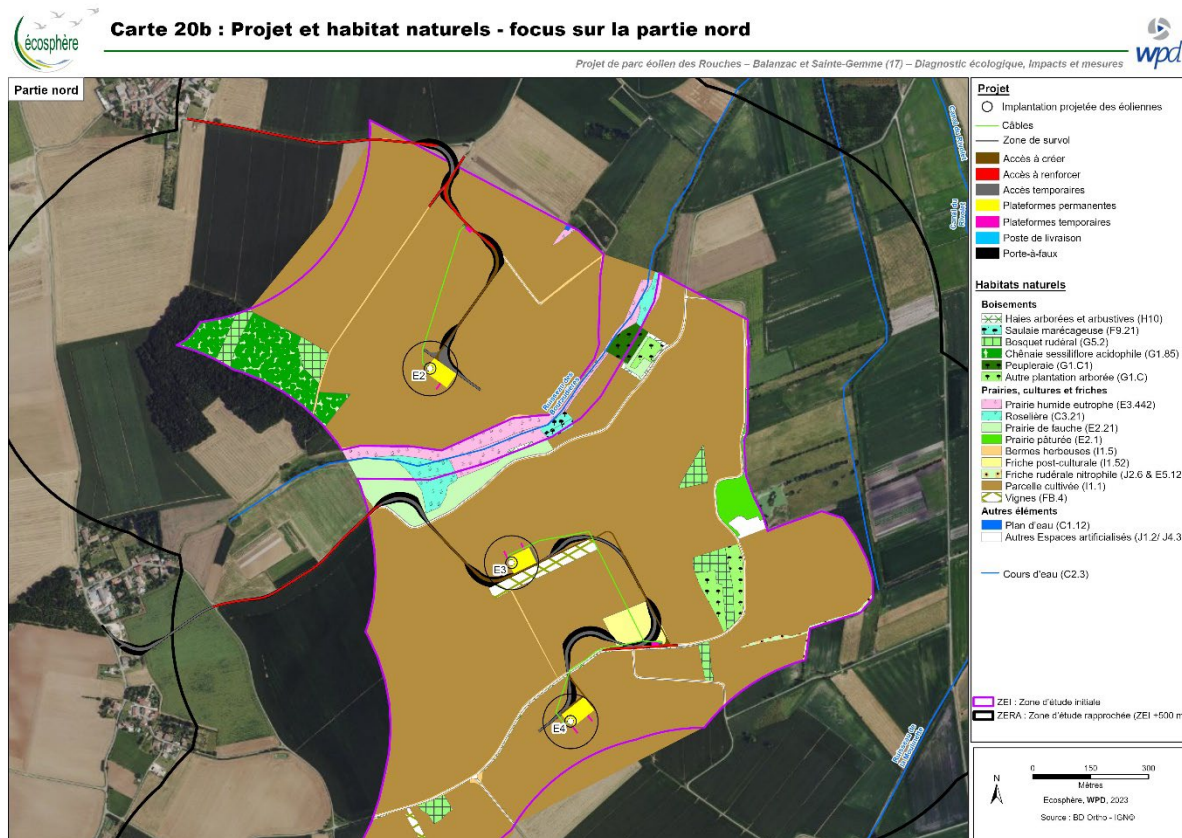 écosphère
Carte 20b : Projet et habitat naturels - focus sur la partie nord
wpd
Projet de parc éolien des Rouches – Balanzac et Sainte-Gemme (17) – Diagnostic écologique, Impacts et mesures
Partie nord
Canal du Rivolet
Canal du Rivolet
E2
E3
E4
Projet
Implantation projetée des éoliennes
Câbles
Zone de survol
Accès à créer
Accès à renforcer
Accès temporaires
Plateformes permanentes
Plateformes temporaires
Poste de livraison
Porte-à-faux
Habitats naturels
Boisements
Haies arborées et arbustives (H10)
Saulaie marécageuse (F9.21)
Bosquet rudéral (G5.2)
Chênaie sessiliflore acidophile (G1.85)
Peupleraie (G1.C1)
Autre plantation arborée (G1.C)
Prairies, cultures et friches
Prairie humide eutrophe (E3.442)
Roselière (C3.21)
Prairie de fauche (E2.21)
Prairie pâturée (E2.1)
Bermes herbeuses (I1.5)
Friche post-culturale (I1.52)
Friche rudérale nitrophile (J2.6 & E5.12
Parcelle cultivée (I1.1)
Vignes (FB.4)
Autres éléments
Plan d'eau (C1.12)
Autres Espaces artificialisés (J1.2/ J4.3
Cours d'eau (C2.3)
ZEI : Zone d'étude initiale
ZERA : Zone d'étude rapprochée (ZEI +500 m
N
0 150 300
Mètres
Ecosphère, WPD, 2023
Source : BD Ortho - IGN©